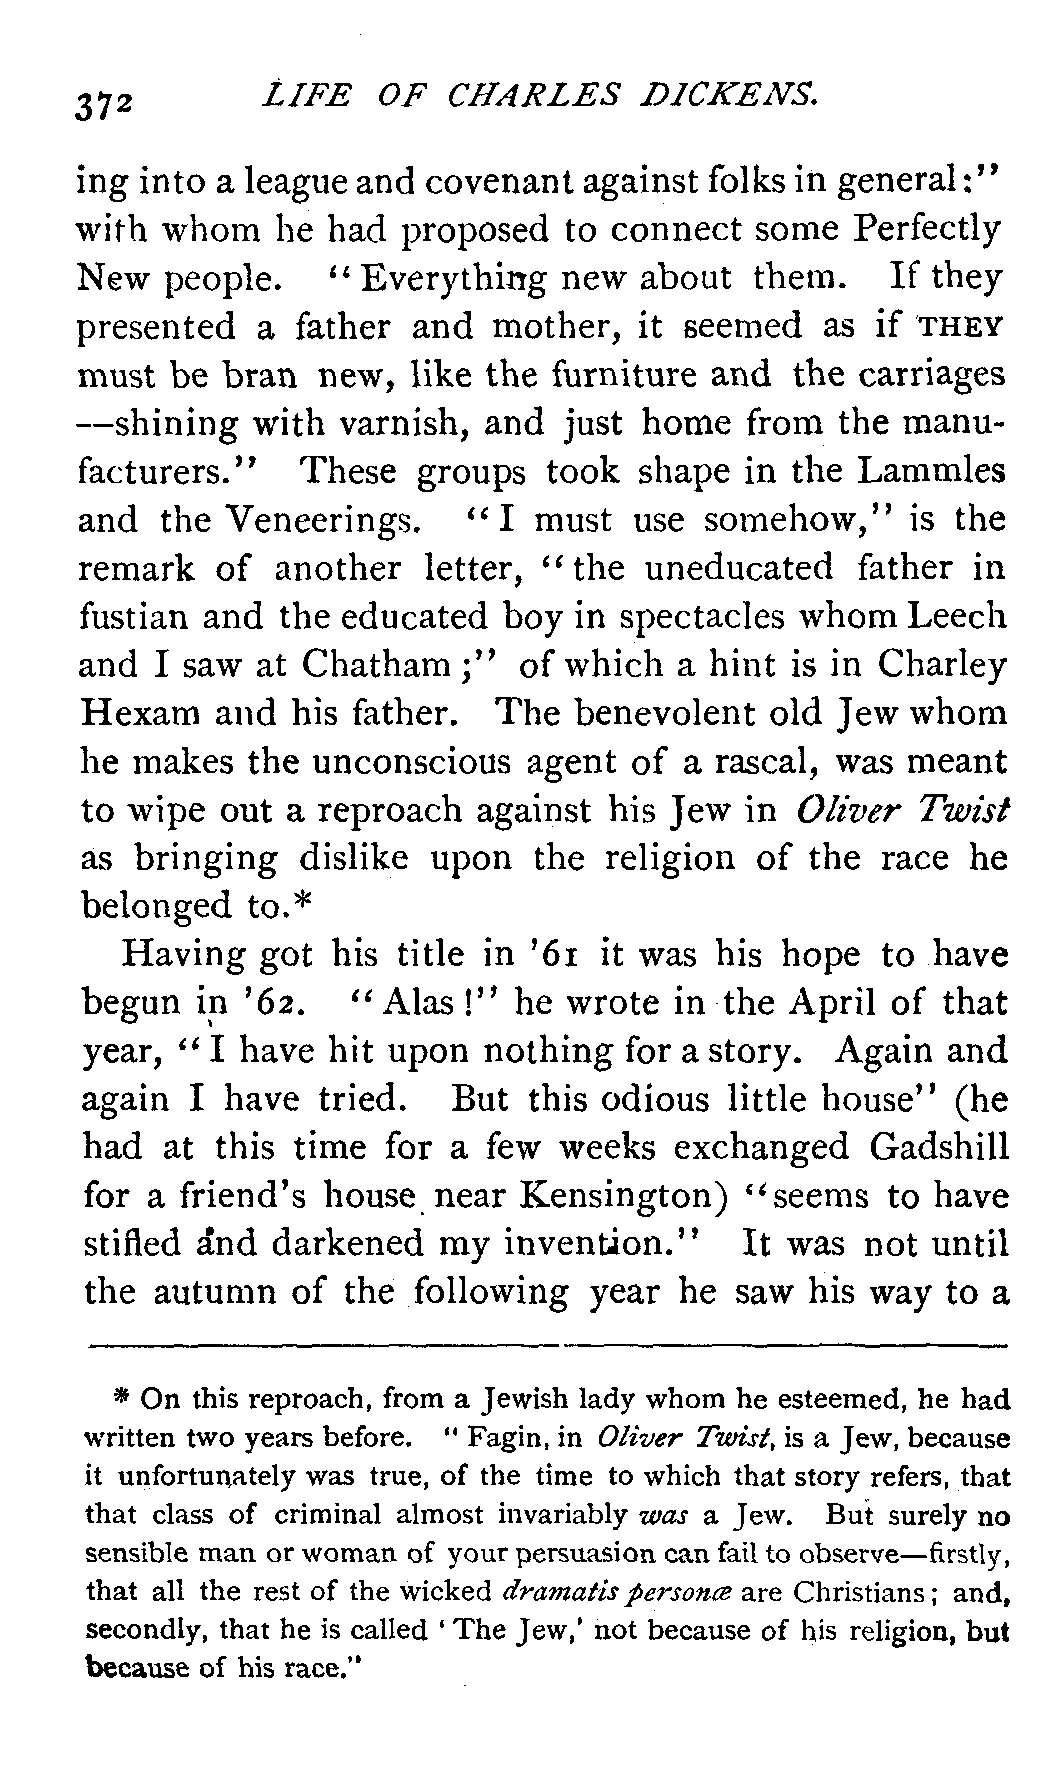 372 LIFE OF CHARLES DICKENS.
ing into a league and covenant against folks in general:"
with whom he had proposed to connect some Perfectly
New people. "Everything new about them. If they
presented a father and mother, it seemed as if THEY
must be bran new, like the furniture and the carriages
—shining with varnish, and just home from the manu-
facturers." These groups took shape in the Lammles
and the Veneerings. "I must use somehow," is the
remark of another letter, "the uneducated father in
fustian and the educated boy in spectacles whom Leech
and I saw at Chatham;" of which a hint is in Charley
Hexam and his father. The benevolent old Jew whom
he makes the unconscious agent of a rascal, was meant
to wipe out a reproach against his Jew in Oliver Twist
as bringing dislike upon the religion of the race he
belonged to.*
Having got his title in '61 it was his hope to have
begun in '62. "Alas!" he wrote in the April of that
year, "I have hit upon nothing for a story. Again and
again I have tried. But this odious little house" (he
had at this time for a few weeks exchanged Gadshill
for a friend's house near Kensington) "seems to have
stifled and darkened my invention." It was not until
the autumn of the following year he saw his way to a
* On this reproach, from a Jewish lady whom he esteemed, he had
written two years before. "Fagin, in Oliver Twist, is a Jew, because
it unfortunately was true, of the time to which that story refers, that
that class of criminal almost invariably was a Jew. But surely no
sensible man or woman of your persuasion can fail to observe—firstly,
that all the rest of the wicked dramatis personæ are Christians; and,
secondly, that he is called 'The Jew,' not because of his religion, but
because of his race."